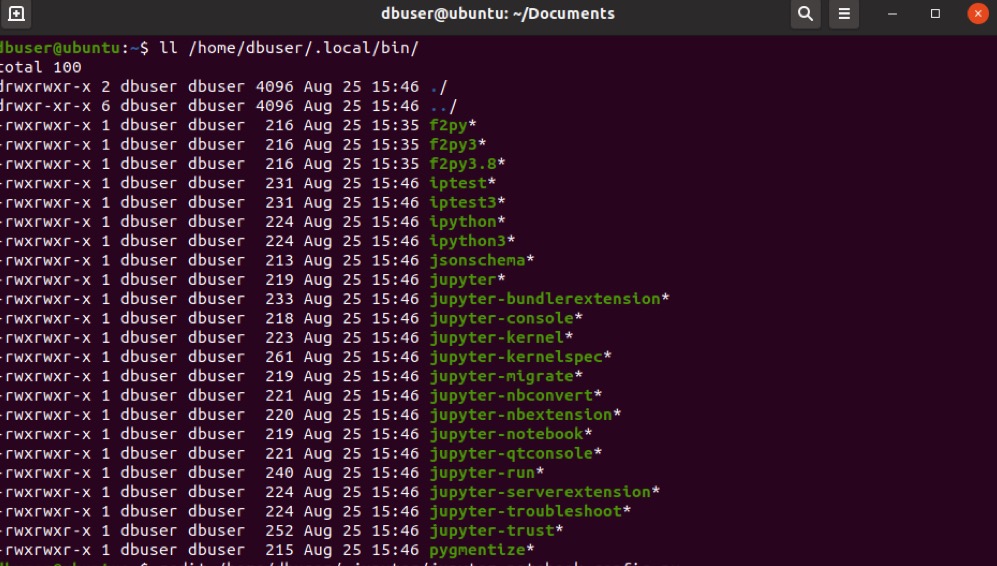 dbuser@ubuntu: ~/Documents
dbuser@ubuntu:~$ ll /home/dbuser/.local/bin/
total 100
drwxrwxr-x 2 dbuser dbuser 4096 Aug 25 15:46 ./
drwxr-xr-x 6 dbuser dbuser 4096 Aug 25 15:46 ../
-rwxrwxr-x 1 dbuser dbuser  216 Aug 25 15:35 f2py*
-rwxrwxr-x 1 dbuser dbuser  216 Aug 25 15:35 f2py3*
-rwxrwxr-x 1 dbuser dbuser  216 Aug 25 15:35 f2py3.8*
-rwxrwxr-x 1 dbuser dbuser  231 Aug 25 15:46 iptest*
-rwxrwxr-x 1 dbuser dbuser  231 Aug 25 15:46 iptest3*
-rwxrwxr-x 1 dbuser dbuser  224 Aug 25 15:46 ipython*
-rwxrwxr-x 1 dbuser dbuser  224 Aug 25 15:46 ipython3*
-rwxrwxr-x 1 dbuser dbuser  213 Aug 25 15:46 jsonschema*
-rwxrwxr-x 1 dbuser dbuser  219 Aug 25 15:46 jupyter*
-rwxrwxr-x 1 dbuser dbuser  233 Aug 25 15:46 jupyter-bundlerextension*
-rwxrwxr-x 1 dbuser dbuser  218 Aug 25 15:46 jupyter-console*
-rwxrwxr-x 1 dbuser dbuser  223 Aug 25 15:46 jupyter-kernel*
-rwxrwxr-x 1 dbuser dbuser  261 Aug 25 15:46 jupyter-kernelspec*
-rwxrwxr-x 1 dbuser dbuser  219 Aug 25 15:46 jupyter-migrate*
-rwxrwxr-x 1 dbuser dbuser  221 Aug 25 15:46 jupyter-nbconvert*
-rwxrwxr-x 1 dbuser dbuser  220 Aug 25 15:46 jupyter-nbextension*
-rwxrwxr-x 1 dbuser dbuser  219 Aug 25 15:46 jupyter-notebook*
-rwxrwxr-x 1 dbuser dbuser  221 Aug 25 15:46 jupyter-qtconsole*
-rwxrwxr-x 1 dbuser dbuser  240 Aug 25 15:46 jupyter-run*
-rwxrwxr-x 1 dbuser dbuser  224 Aug 25 15:46 jupyter-serverextension*
-rwxrwxr-x 1 dbuser dbuser  224 Aug 25 15:46 jupyter-troubleshoot*
-rwxrwxr-x 1 dbuser dbuser  252 Aug 25 15:46 jupyter-trust*
-rwxrwxr-x 1 dbuser dbuser  215 Aug 25 15:46 pygmentize*